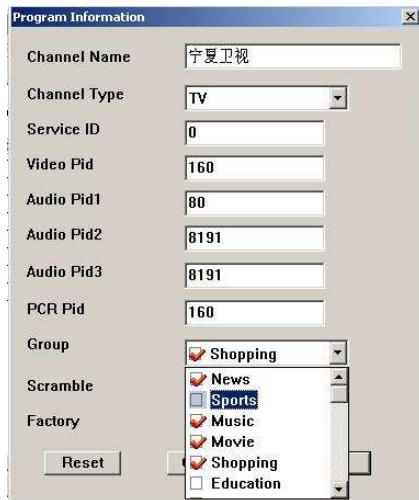 Program Information
Channel Name 宁夏卫视
Channel Type TV
Service ID 0
Video Pid 160
Audio Pid1 80
Audio Pid2 8191
Audio Pid3 8191
PCR Pid 160
Group Shopping
Scramble
Factory
News
Sports
Music
Movie
Shopping
Education
Reset